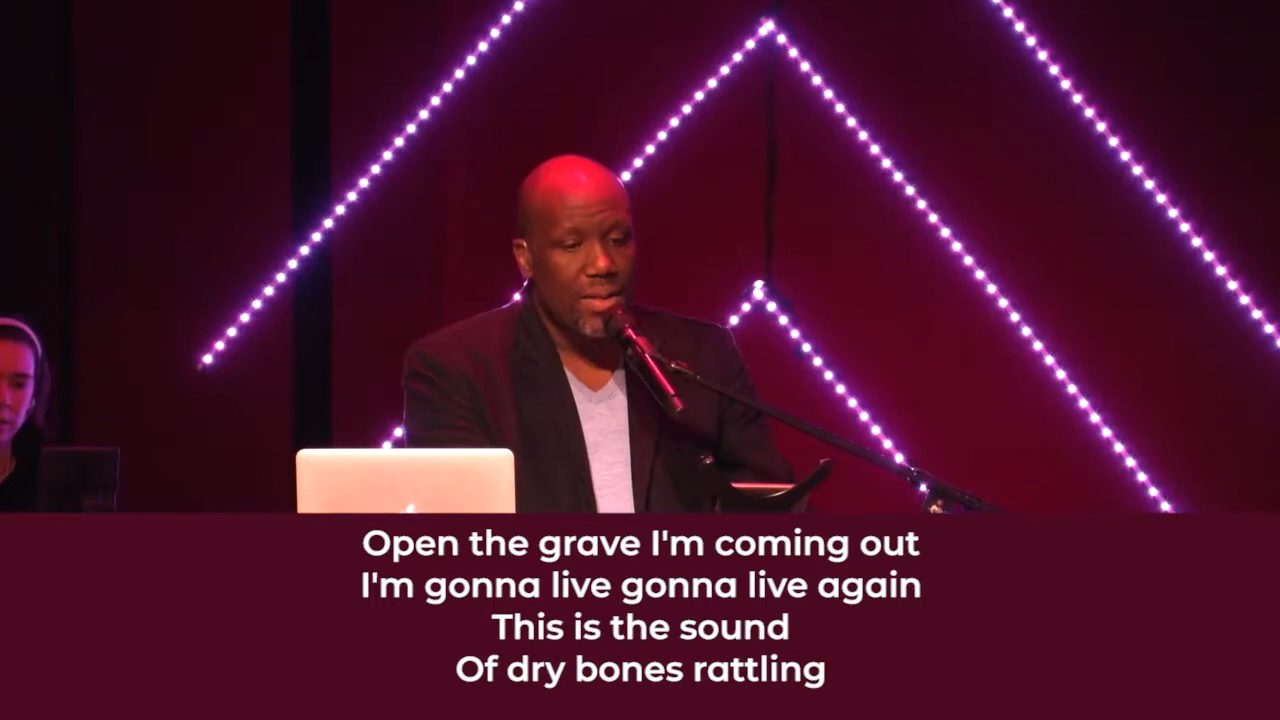 Open the grave I'm coming out
I'm gonna live gonna live again
This is the sound
Of dry bones rattling